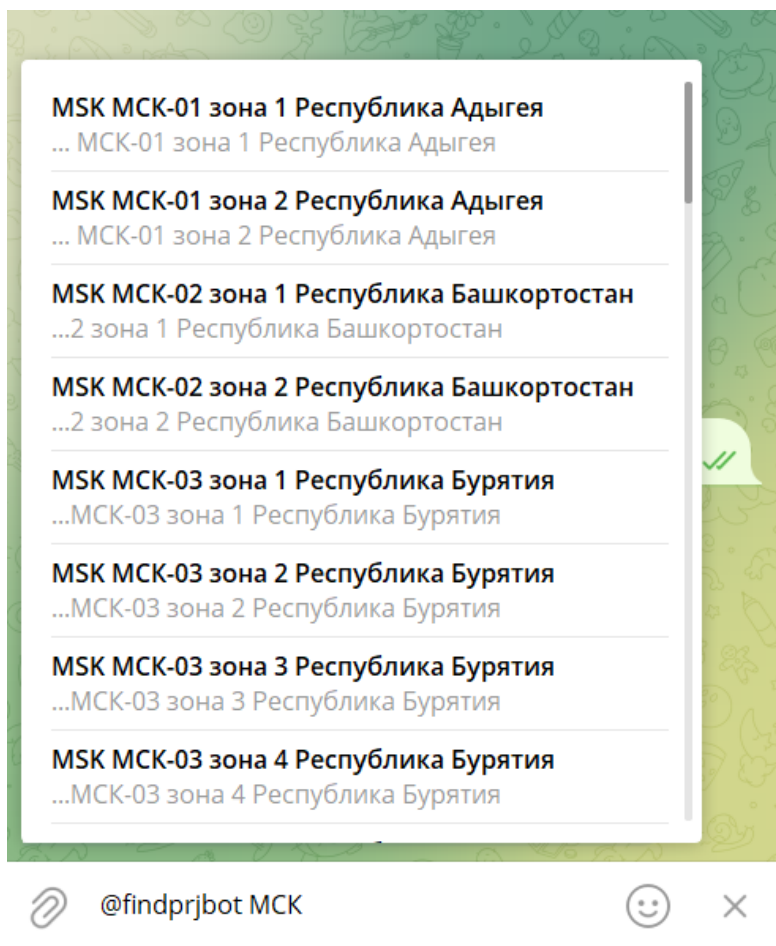 MSK МСК-01 зона 1 Республика Адыгея
... МСК-01 зона 1 Республика Адыгея
MSK МСК-01 зона 2 Республика Адыгея
... МСК-01 зона 2 Республика Адыгея
MSK МСК-02 зона 1 Республика Башкортостан
...2 зона 1 Республика Башкортостан
MSK МСК-02 зона 2 Республика Башкортостан
...2 зона 2 Республика Башкортостан
MSK МСК-03 зона 1 Республика Бурятия
...МСК-03 зона 1 Республика Бурятия
MSK МСК-03 зона 2 Республика Бурятия
...МСК-03 зона 2 Республика Бурятия
MSK МСК-03 зона 3 Республика Бурятия
...МСК-03 зона 3 Республика Бурятия
MSK МСК-03 зона 4 Республика Бурятия
...МСК-03 зона 4 Республика Бурятия
@findprjbot МСК